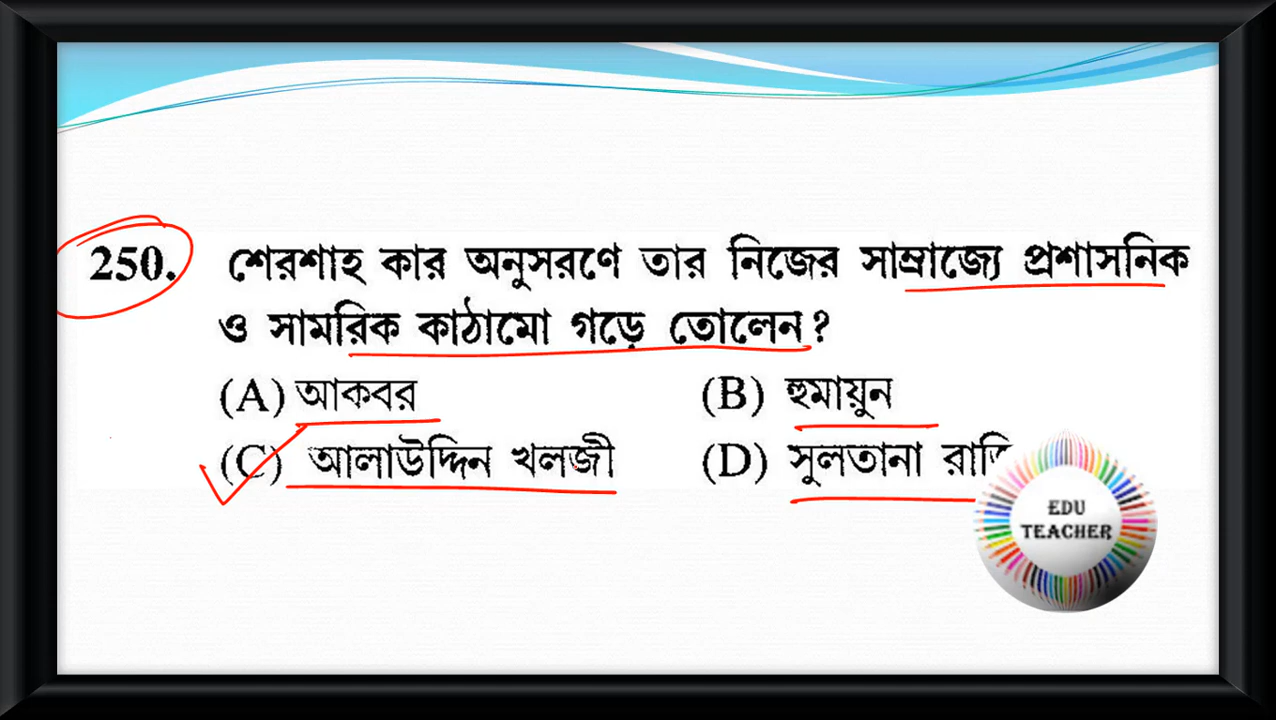 250. শেরশাহ কার অনুসরণে তার নিজের সাম্রাজ্যে প্রশাসনিক
ও সামরিক কাঠামো গড়ে তোলেন?
(A) আকবর (B) হুমায়ুন
(C) আলাউদ্দিন খলজী (D) সুলতানা
EDU
TEACHER